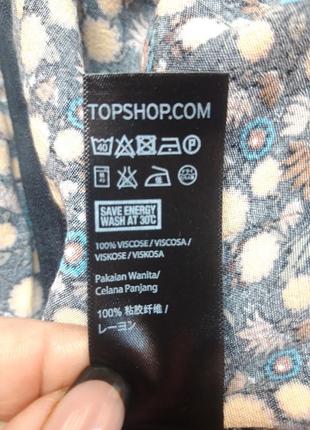 TOPSHOP.COM
40 P
SAVE ENERGY
WASH AT 30°C
100% VISCOSE / VISCOSA /
VISKOSE / VISKOSA
Pakaian Wanita/
Celana Panjang
100% 粘胶纤维 /
レーヨン